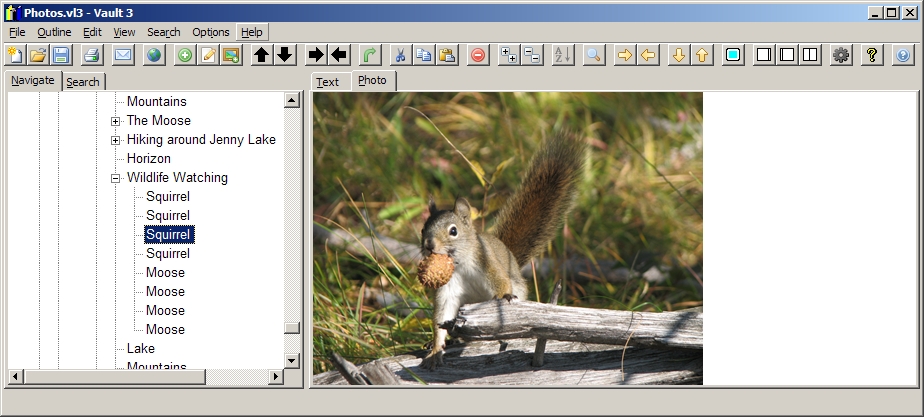 Photos.vl3 - Vault 3
File Outline Edit View Search Options Help
Navigate Search
Text Photo
Mountains
The Moose
Hiking around Jenny Lake
Horizon
Wildlife Watching
Squirrel
Squirrel
Squirrel
Squirrel
Moose
Moose
Moose
Moose
Lake
Mountains